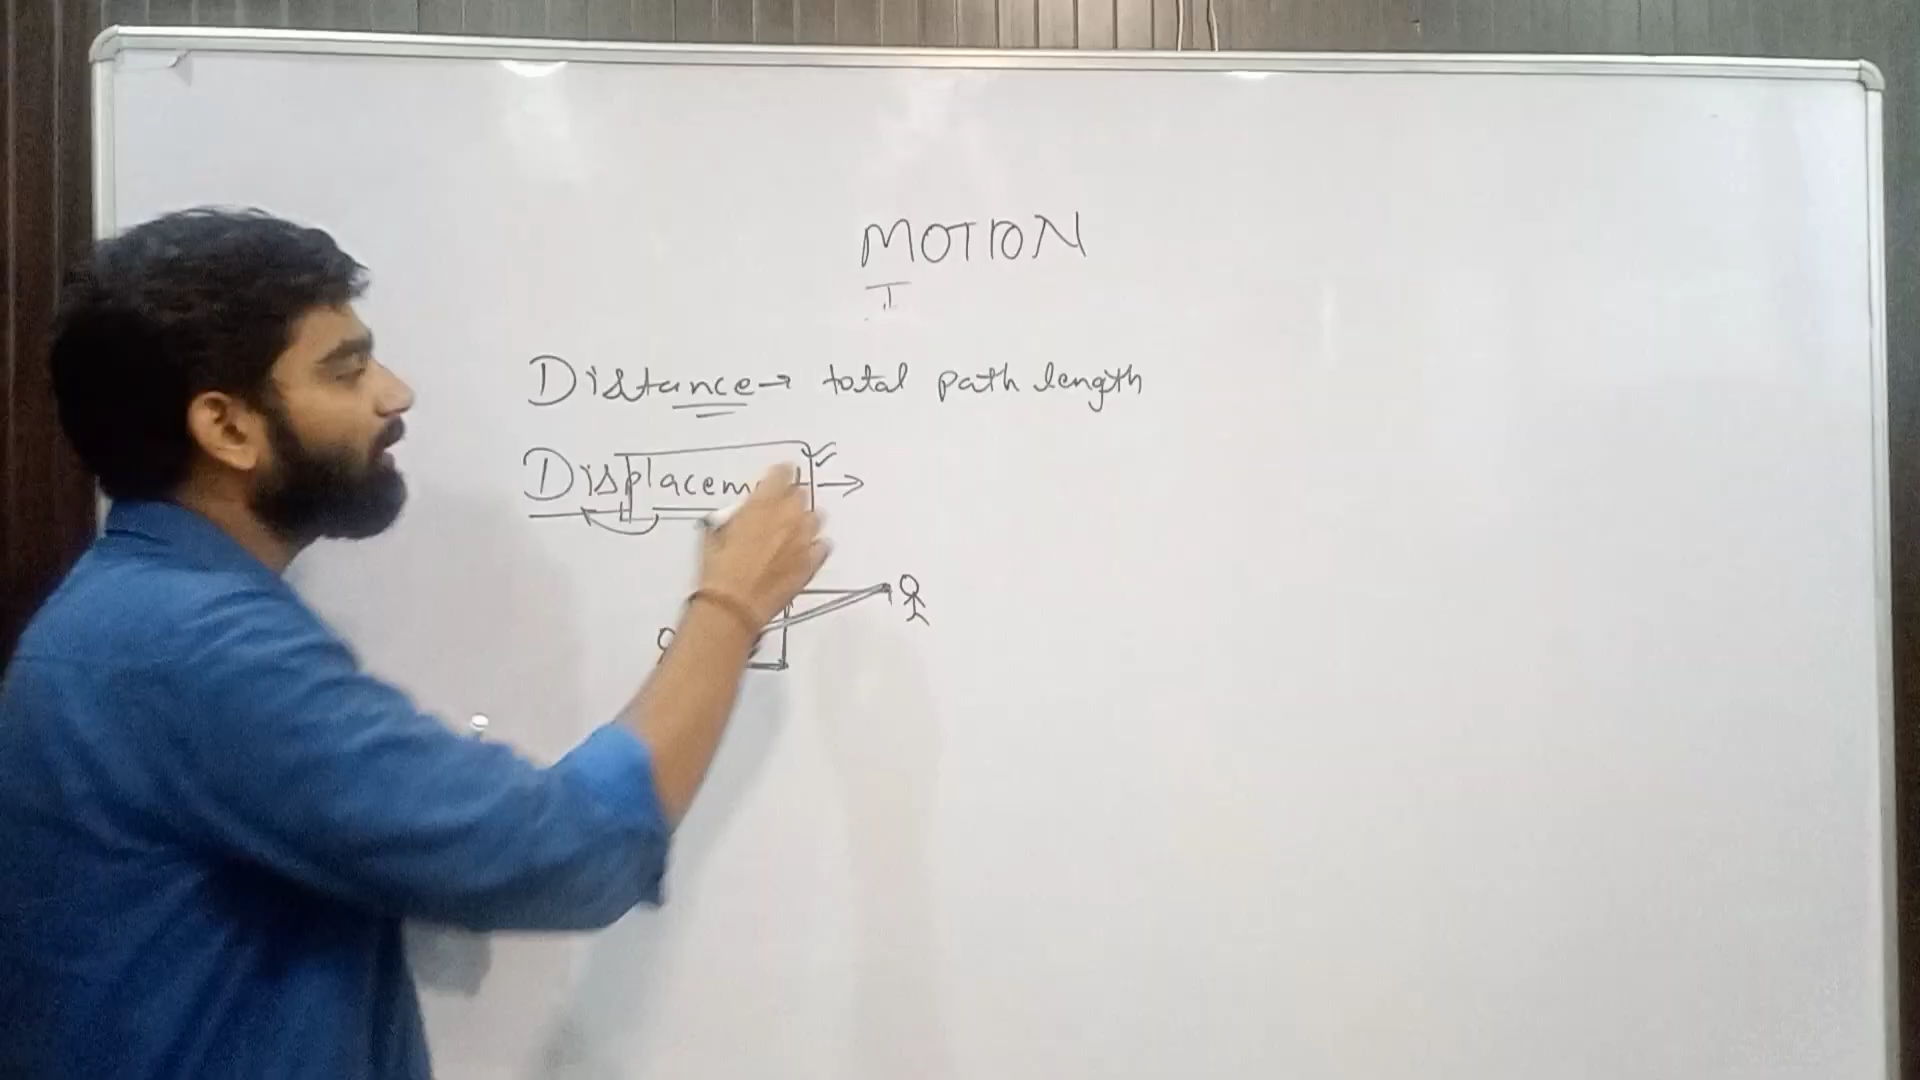 MOTION
I
Distance → total path length
Displacement →